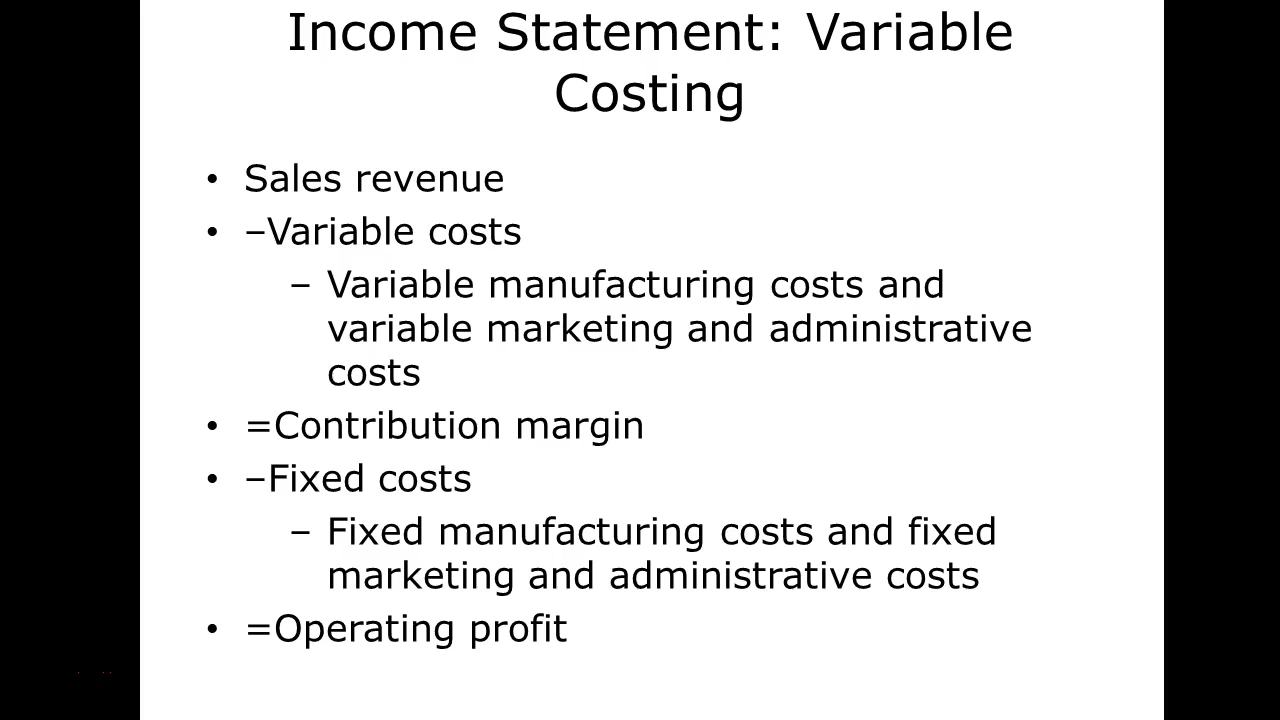 Income Statement: Variable
Costing
• Sales revenue
• –Variable costs
– Variable manufacturing costs and
variable marketing and administrative
costs
• =Contribution margin
• –Fixed costs
– Fixed manufacturing costs and fixed
marketing and administrative costs
• =Operating profit